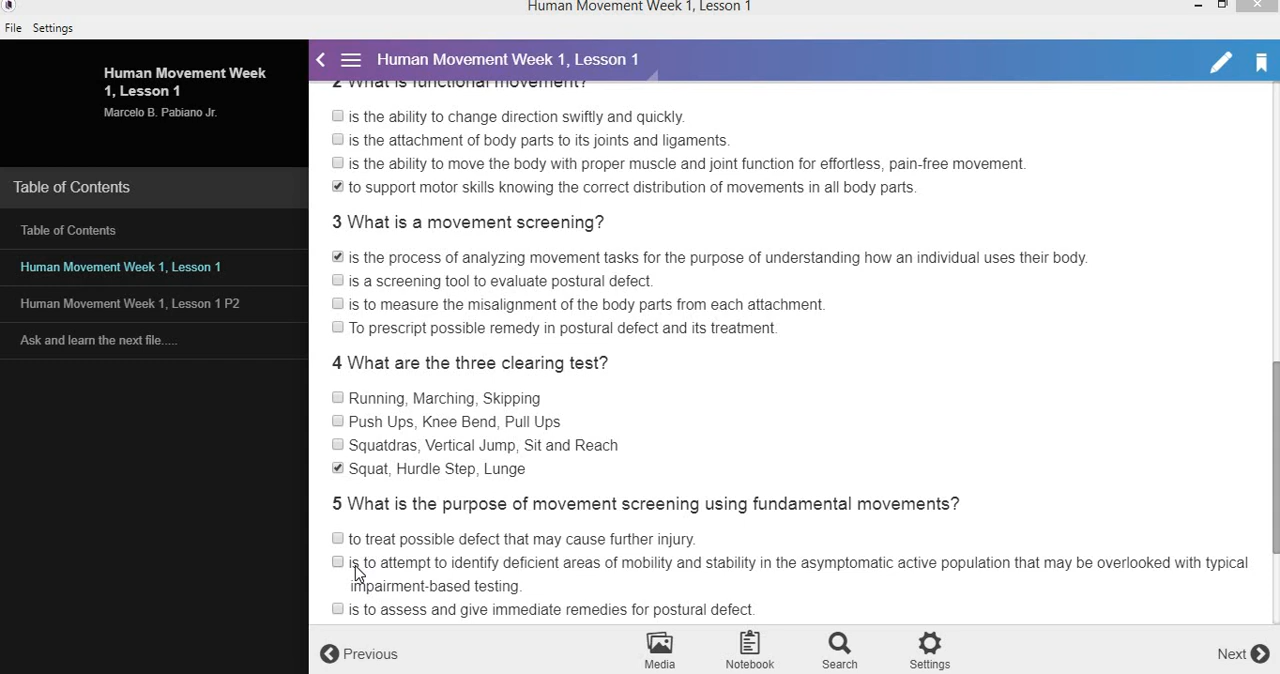 Human Movement Week 1, Lesson 1
File Settings
Human Movement Week
1, Lesson 1
Marcelo B. Pabiano Jr.
Table of Contents
Table of Contents
Human Movement Week 1, Lesson 1
Human Movement Week 1, Lesson 1 P2
Ask and learn the next file.....
Human Movement Week 1, Lesson 1
2 What is functional movement?
is the ability to change direction swiftly and quickly.
is the attachment of body parts to its joints and ligaments.
is the ability to move the body with proper muscle and joint function for effortless, pain-free movement.
to support motor skills knowing the correct distribution of movements in all body parts.
3 What is a movement screening?
is the process of analyzing movement tasks for the purpose of understanding how an individual uses their body.
is a screening tool to evaluate postural defect.
is to measure the misalignment of the body parts from each attachment.
To prescript possible remedy in postural defect and its treatment.
4 What are the three clearing test?
Running, Marching, Skipping
Push Ups, Knee Bend, Pull Ups
Squatdras, Vertical Jump, Sit and Reach
Squat, Hurdle Step, Lunge
5 What is the purpose of movement screening using fundamental movements?
to treat possible defect that may cause further injury.
is to attempt to identify deficient areas of mobility and stability in the asymptomatic active population that may be overlooked with typical
impairment-based testing.
is to assess and give immediate remedies for postural defect.
Previous
Media
Notebook
Search
Settings
Next